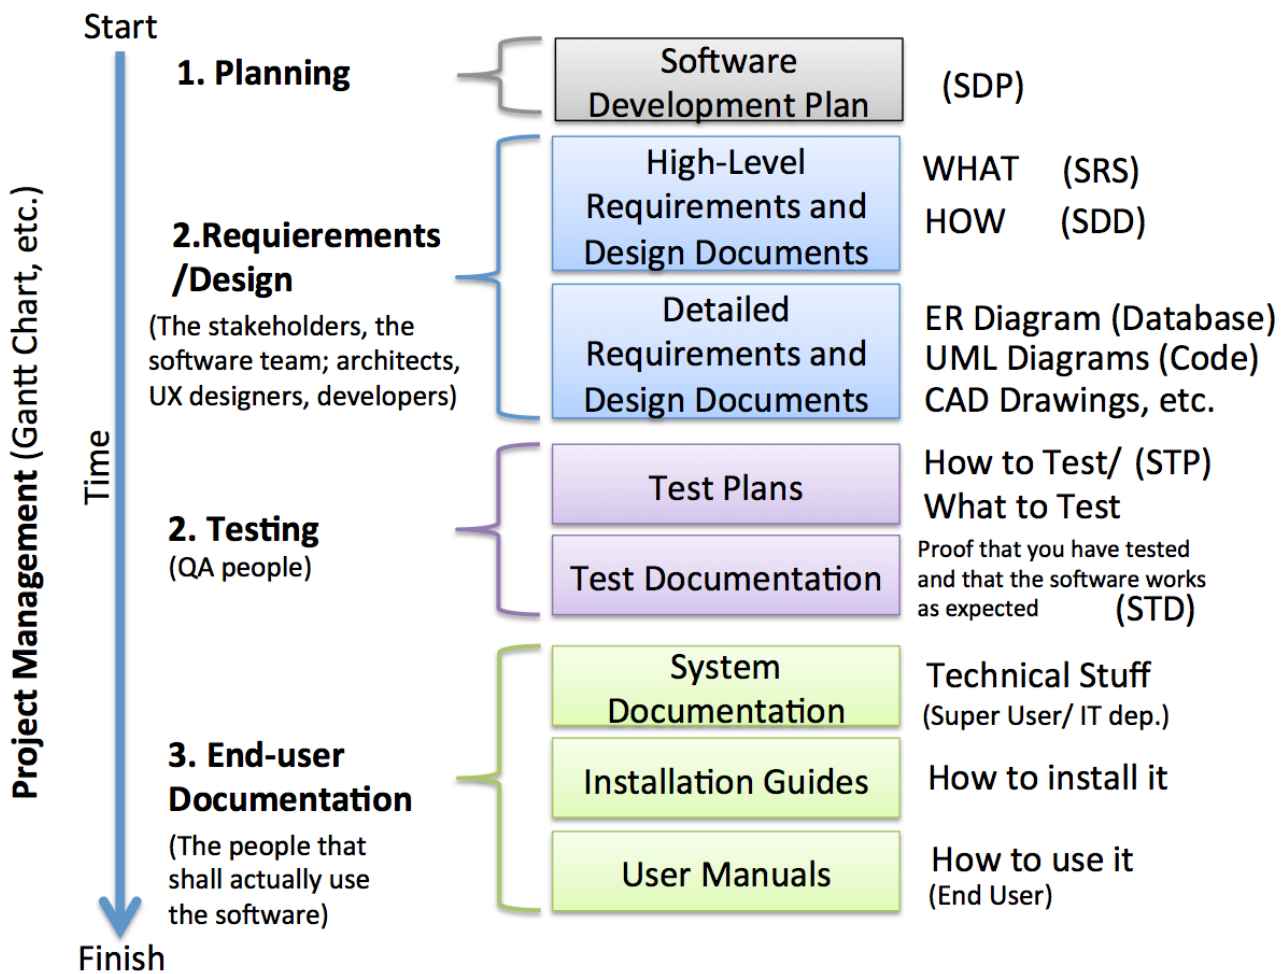 Start
Project Management (Gantt Chart, etc.)
Time
Finish
1. Planning
Software
Development Plan
(SDP)
2.Requierements
/Design
(The stakeholders, the
software team; architects,
UX designers, developers)
High-Level
Requirements and
Design Documents
WHAT (SRS)
HOW (SDD)
Detailed
Requirements and
Design Documents
ER Diagram (Database)
UML Diagrams (Code)
CAD Drawings, etc.
2. Testing
(QA people)
Test Plans
How to Test/ (STP)
What to Test
Test Documentation
Proof that you have tested
and that the software works
as expected (STD)
3. End-user
Documentation
(The people that
shall actually use
the software)
System
Documentation
Technical Stuff
(Super User/ IT dep.)
Installation Guides
How to install it
User Manuals
How to use it
(End User)